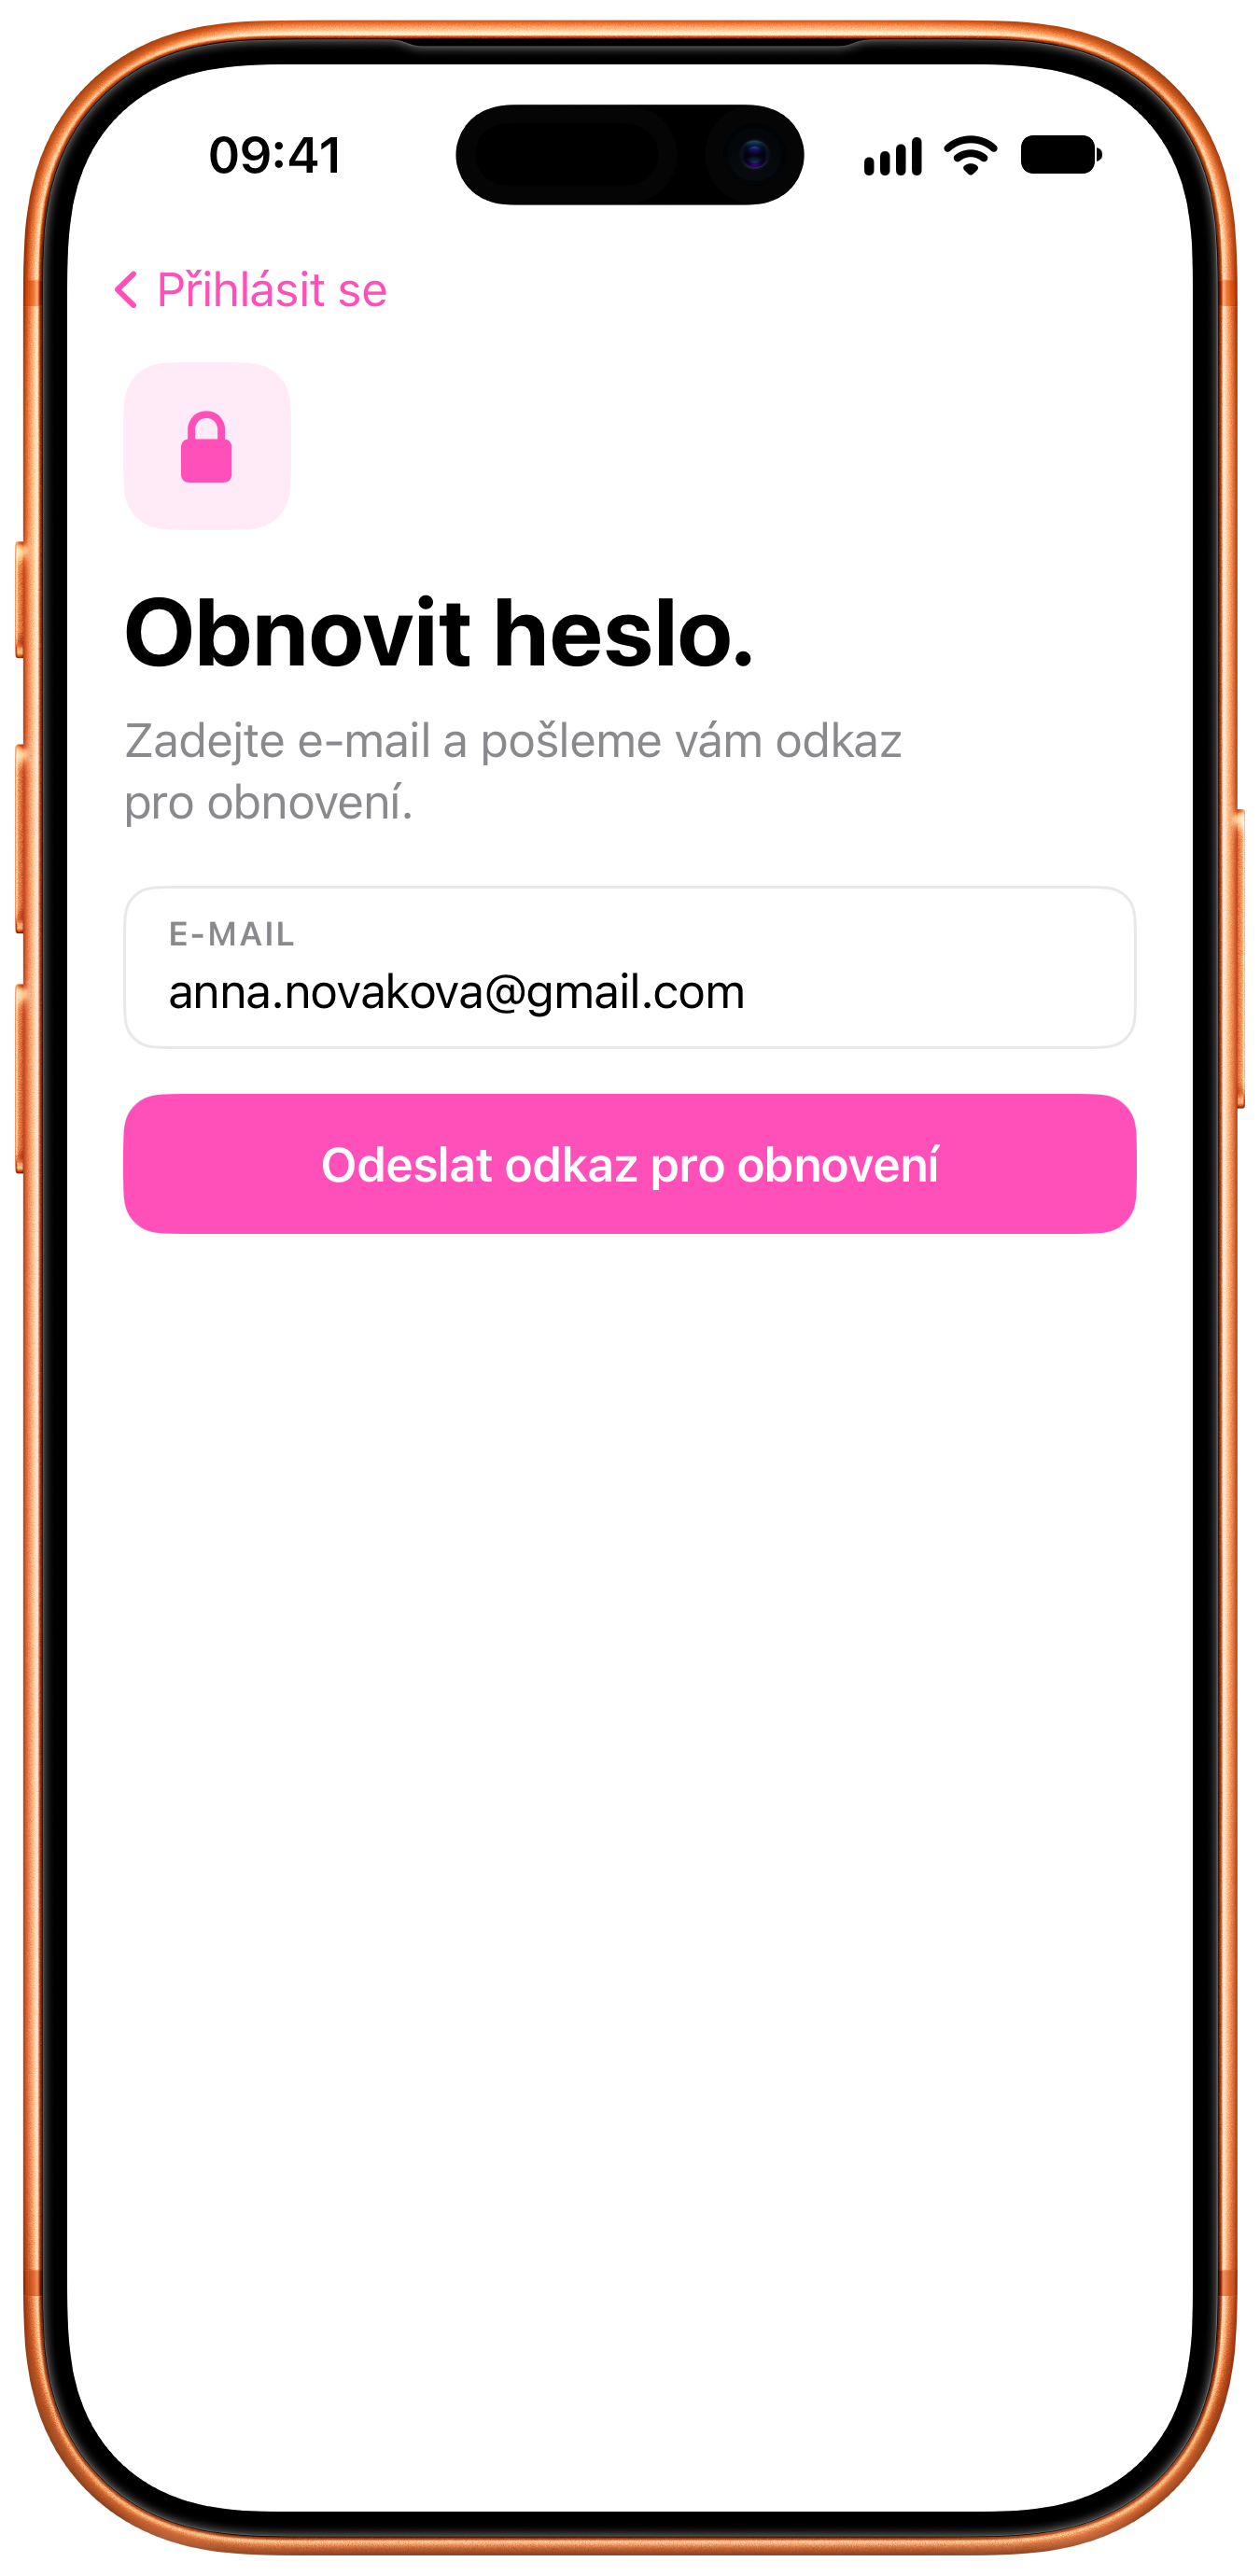 09:41
Přihlásit se
Obnovit heslo.
Zadejte e-mail a pošleme vám odkaz
pro obnovení.
E-MAIL
anna.novakova@gmail.com
Odeslat odkaz pro obnovení